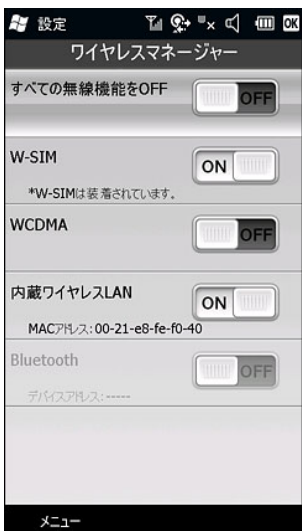 設定
OK
ワイヤレスマネージャー
すべての無線機能をOFF
OFF
W-SIM
ON
*W-SIMは装着されています。
WCDMA
OFF
内蔵ワイヤレスLAN
ON
MACアドレス:00-21-e8-fe-f0-40
Bluetooth
OFF
デバイスアドレス:-----
メニュー